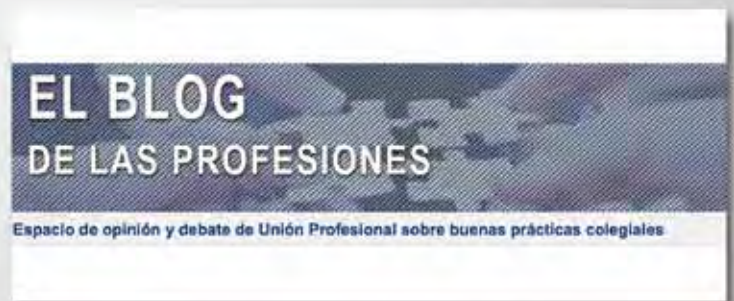 EL BLOG
DE LAS PROFESIONES
Espacio de opinión y debate de Unión Profesional sobre buenas prácticas colegiales